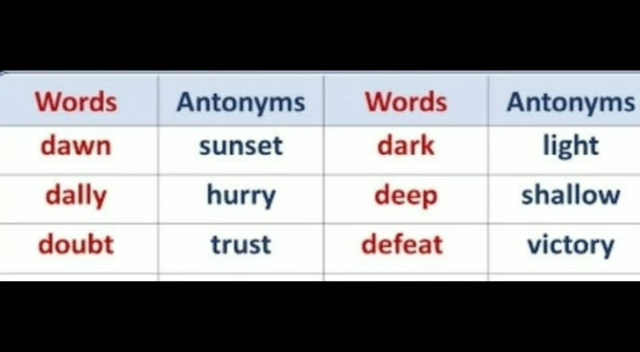 Words Antonyms Words Antonyms
dawn sunset dark light
dally hurry deep shallow
doubt trust defeat victory